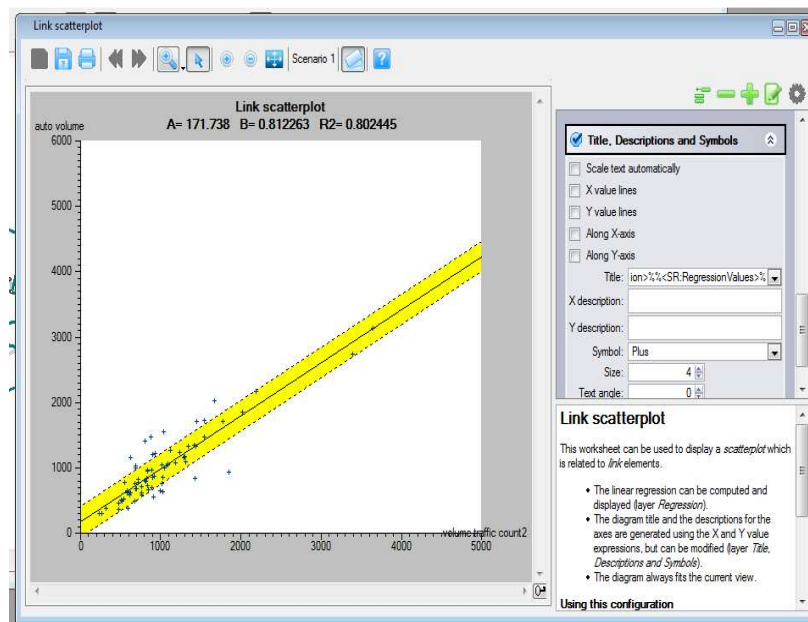 Link scatterplot
Scenario 1
Link scatterplot
A= 171.738 B= 0.812263 R2= 0.802445
auto volume
6000
5000
4000
3000
2000
1000
0
0 1000 2000 3000 4000 5000
volume traffic count2
Title, Descriptions and Symbols
Scale text automatically
X value lines
Y value lines
Along X-axis
Along Y-axis
Title: ion>%%<SR:RegressionValues>%
X description:
Y description:
Symbol: Plus
Size: 4
Text angle: 0
Link scatterplot
This worksheet can be used to display a scatterplot which
is related to link elements.
• The linear regression can be computed and
displayed (layer Regression).
• The diagram title and the descriptions for the
axes are generated using the X and Y value
expressions, but can be modified (layer Title,
Descriptions and Symbols).
• The diagram always fits the current view.
Using this configuration